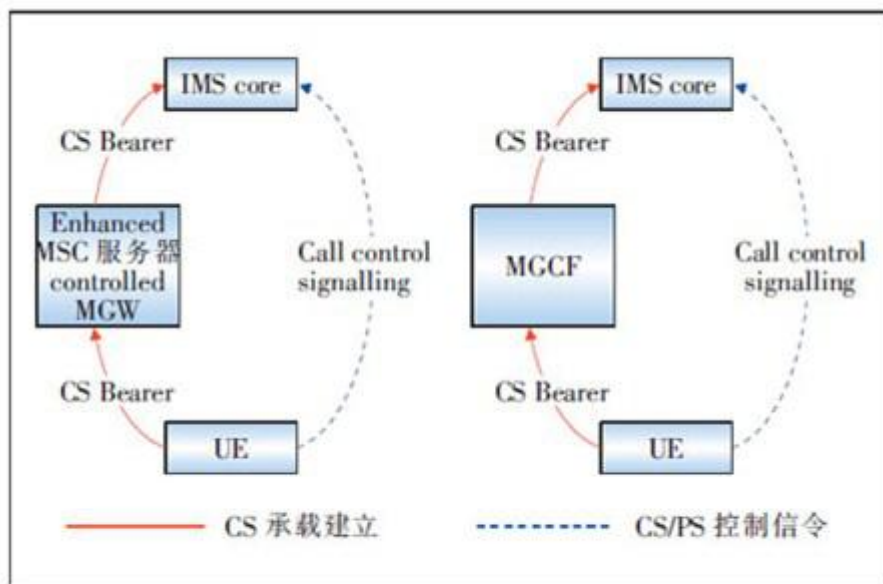 IMS core
CS Bearer
Enhanced
MSC 服务器
controlled
MGW
Call control
signalling
CS Bearer
UE
IMS core
CS Bearer
MGCF
Call control
signalling
CS Bearer
UE
CS 承载建立
CS/PS 控制信令